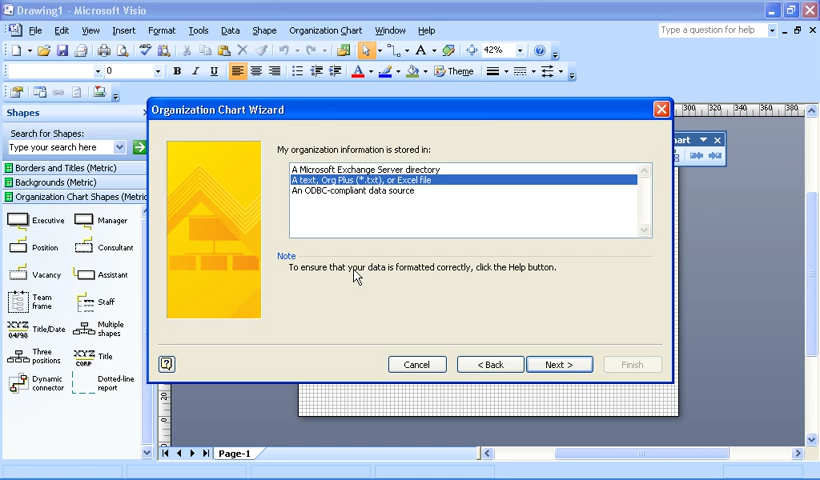 Drawing1 - Microsoft Visio
File Edit View Insert Format Tools Data Shape Organization Chart Window Help
Type a question for help
42%
0
B I U
Theme
Shapes
Search for Shapes:
Type your search here
Borders and Titles (Metric)
Backgrounds (Metric)
Organization Chart Shapes (Metric)
Executive Manager
Position Consultant
Vacancy Assistant
Team frame Staff
Title/Date Multiple shapes
Three positions Title
Dynamic connector Dotted-line report
Organization Chart Wizard
My organization information is stored in:
A Microsoft Exchange Server directory
A text, Org Plus (*.txt), or Excel file
An ODBC-compliant data source
Note
To ensure that your data is formatted correctly, click the Help button.
Cancel < Back Next > Finish
300 320 340 360 380
Page-1